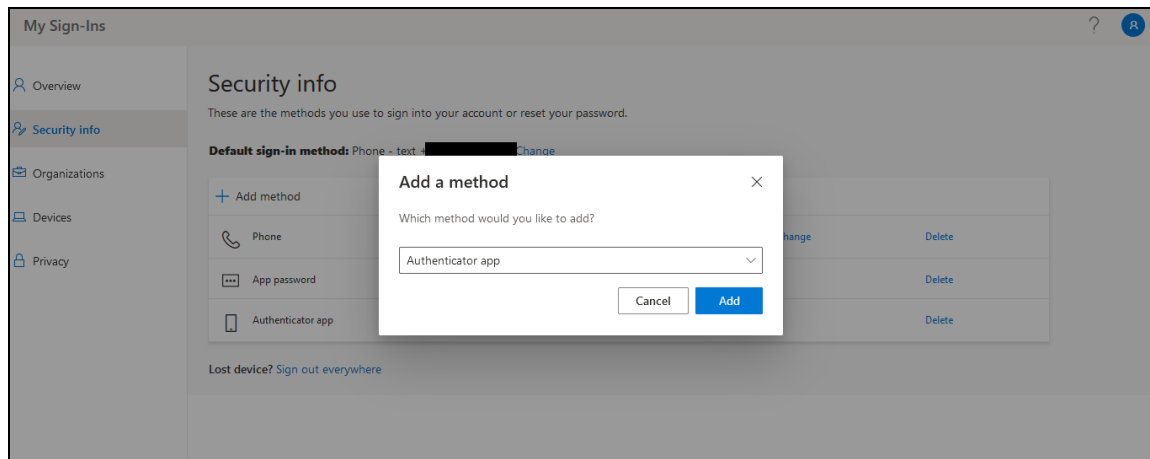 My Sign-Ins
?
R
Overview
Security info
Organizations
Devices
Privacy
Security info
These are the methods you use to sign into your account or reset your password.
Default sign-in method: Phone - text + Change
Add method
Phone hange Delete
App password Delete
Authenticator app Delete
Lost device? Sign out everywhere
Add a method
Which method would you like to add?
Authenticator app
Cancel Add